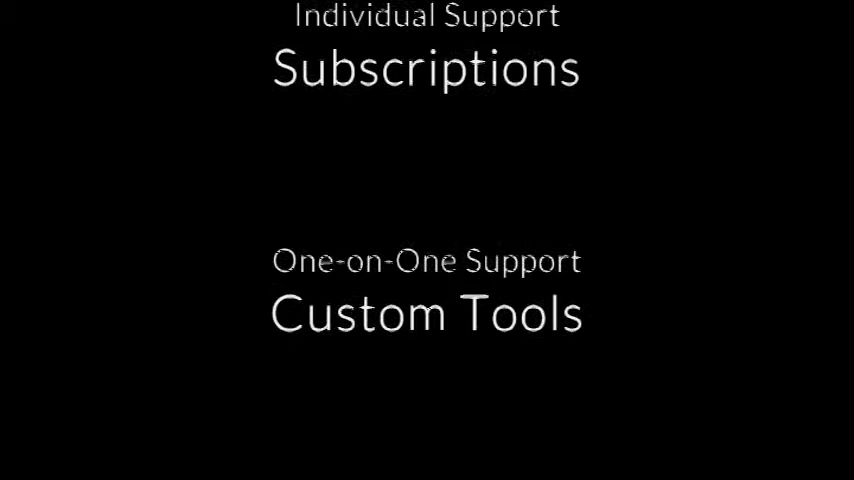 Individual Support
Subscriptions
One-on-One Support
Custom Tools